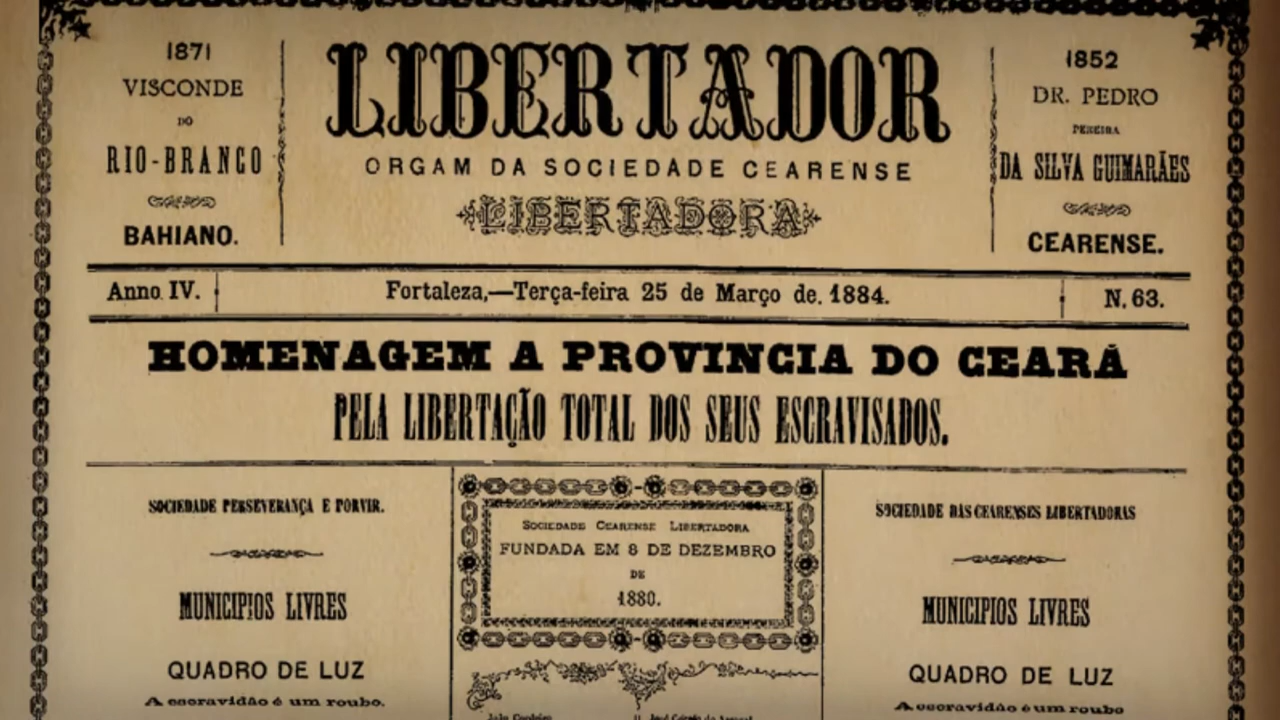 1871
VISCONDE
DO
RIO-BRANCO
BAHIANO.
LIBERTADOR
ORGAM DA SOCIEDADE CEARENSE
LIBERTADORA
1852
DR. PEDRO
PEREIRA
DA SILVA GUIMARÃES
CEARENSE.
Anno IV.
Fortaleza,—Terça-feira 25 de Março de. 1884.
N. 63.
HOMENAGEM A PROVINCIA DO CEARÁ
PELA LIBERTAÇÃO TOTAL DOS SEUS ESCRAVISADOS.
SOCIEDADE PERSEVERANÇA E PORVIR.
MUNICIPIOS LIVRES
QUADRO DE LUZ
A escravidão é um roubo.
SOCIEDADE CEARENSE LIBERTADORA
FUNDADA EM 8 DE DEZEMBRO
DE
1880.
SOCIEDADE DAS CEARENSES LIBERTADORAS
MUNICIPIOS LIVRES
QUADRO DE LUZ
A escravidão é um roubo